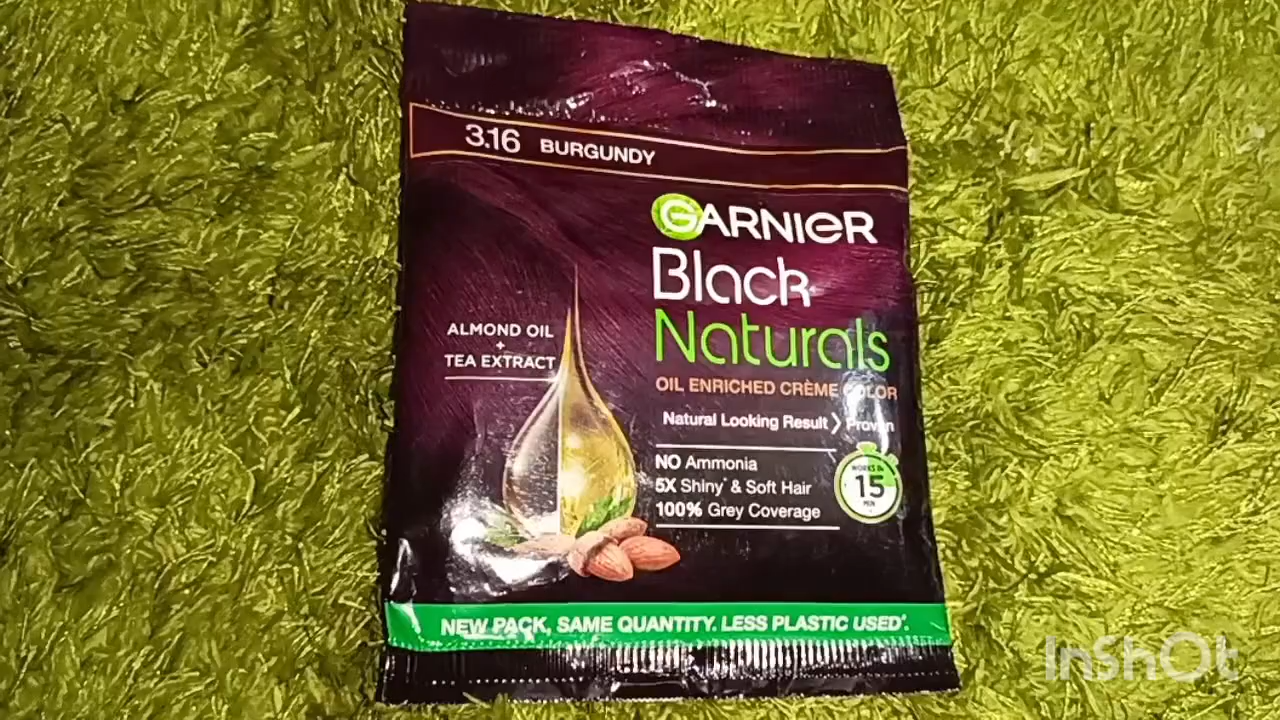 3.16 BURGUNDY
GARNIER
Black
Naturals
ALMOND OIL
+
TEA EXTRACT
OIL ENRICHED CRÈME COLOR
Natural Looking Result > Proven
NO Ammonia
5X Shiny* & Soft Hair
100% Grey Coverage
WORKS IN
15
MIN
NEW PACK, SAME QUANTITY. LESS PLASTIC USED^.
InShOt